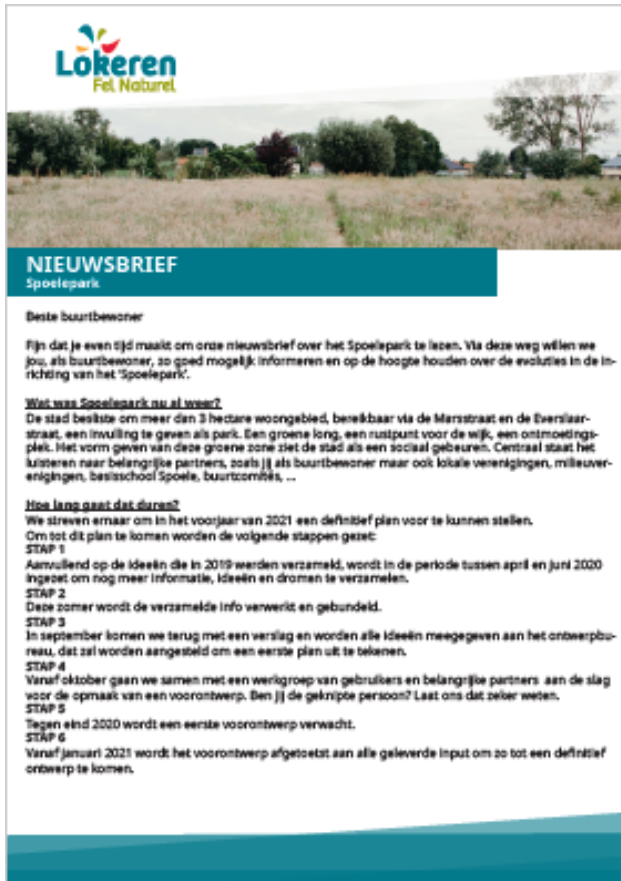 Lokeren
Fel Naturel
NIEUWSBRIEF
Spoelepark
Beste buurtbewoner
Fijn dat je even tijd maakt om onze nieuwsbrief over het Spoelepark te lezen. Via deze weg willen we
jou, als buurtbewoner, zo goed mogelijk informeren en op de hoogte houden over de evoluties in de in-
richting van het 'Spoelepark'.
Wat was Spoelepark nu al weer?
De stad besliste om meer dan 3 hectare woongebied, bereikbaar via de Marsstraat en de Everslaar-
straat, een invulling te geven als park. Een groene long, een rustpunt voor de wijk, een ontmoetings-
plek. Het vorm geven van deze groene zone ziet de stad als een sociaal gebeuren. Centraal staat het
luisteren naar belangrijke partners, zoals jij als buurtbewoner maar ook lokale verenigingen, milieuver-
enigingen, basisschool Spoele, buurtcomités, ...
Hoe lang gaat dat duren?
We streven ernaar om in het voorjaar van 2021 een definitief plan voor te kunnen stellen.
Om tot dit plan te komen worden de volgende stappen gezet:
STAP 1
Aanvullend op de ideeën die in 2019 werden verzameld, wordt in de periode tussen april en juni 2020
ingezet om nog meer informatie, ideeën en dromen te verzamelen.
STAP 2
Deze zomer wordt de verzamelde info verwerkt en gebundeld.
STAP 3
In september komen we terug met een verslag en worden alle ideeën meegegeven aan het ontwerpbu-
reau, dat zal worden aangesteld om een eerste plan uit te tekenen.
STAP 4
Vanaf oktober gaan we samen met een werkgroep van gebruikers en belangrijke partners aan de slag
voor de opmaak van een voorontwerp. Ben jij de geknipte persoon? Laat ons dat zeker weten.
STAP 5
Tegen eind 2020 wordt een eerste voorontwerp verwacht.
STAP 6
Vanaf januari 2021 wordt het voorontwerp afgetoetst aan alle geleverde input om zo tot een definitief
ontwerp te komen.